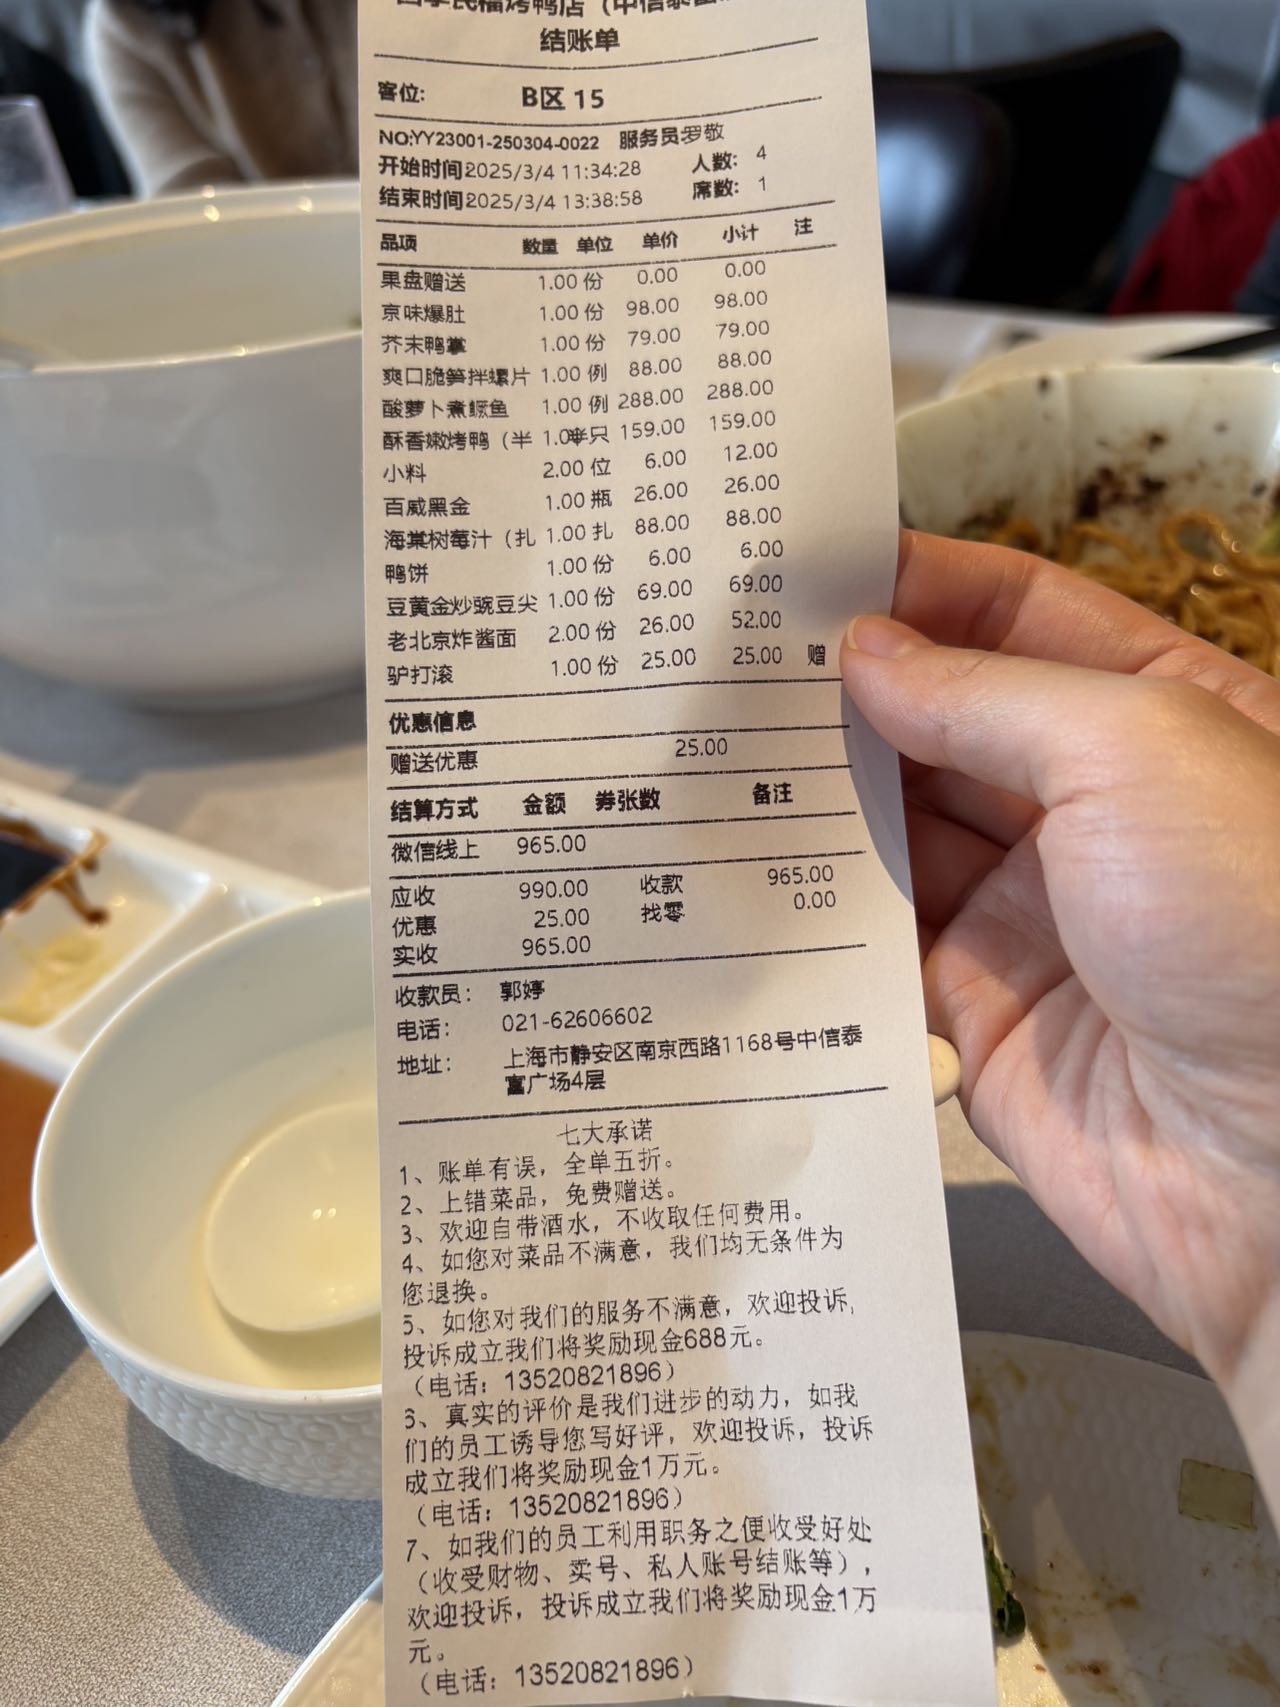 四季民福烤鸭店（中信泰富
结账单
客位: B区 15
NO:YY23001-250304-0022 服务员:罗敬
开始时间2025/3/4 11:34:28 人数: 4
结束时间2025/3/4 13:38:58 席数: 1
品项 数量 单位 单价 小计 注
果盘赠送 1.00 份 0.00 0.00
京味爆肚 1.00 份 98.00 98.00
芥末鸭掌 1.00 份 79.00 79.00
爽口脆笋拌螺片 1.00 例 88.00 88.00
酸萝卜煮鳜鱼 1.00 例 288.00 288.00
酥香嫩烤鸭（半 1.00半只 159.00 159.00
小料 2.00 位 6.00 12.00
百威黑金 1.00 瓶 26.00 26.00
海棠树莓汁（扎 1.00 扎 88.00 88.00
鸭饼 1.00 份 6.00 6.00
豆黄金炒豌豆尖 1.00 份 69.00 69.00
老北京炸酱面 2.00 份 26.00 52.00
驴打滚 1.00 份 25.00 25.00 赠
优惠信息
赠送优惠 25.00
结算方式 金额 券张数 备注
微信线上 965.00
应收 990.00 收款 965.00
优惠 25.00 找零 0.00
实收 965.00
收款员: 郭婷
电话: 021-62606602
地址: 上海市静安区南京西路1168号中信泰
富广场4层
七大承诺
1、账单有误，全单五折。
2、上错菜品，免费赠送。
3、欢迎自带酒水，不收取任何费用。
4、如您对菜品不满意，我们均无条件为
您退换。
5、如您对我们的服务不满意，欢迎投诉，
投诉成立我们将奖励现金688元。
（电话：13520821896）
6、真实的评价是我们进步的动力，如我
们的员工诱导您写好评，欢迎投诉，投诉
成立我们将奖励现金1万元。
（电话：13520821896）
7、如我们的员工利用职务之便收受好处
（收受财物、卖号、私人账号结账等），
欢迎投诉，投诉成立我们将奖励现金1万
元。
（电话：13520821896）